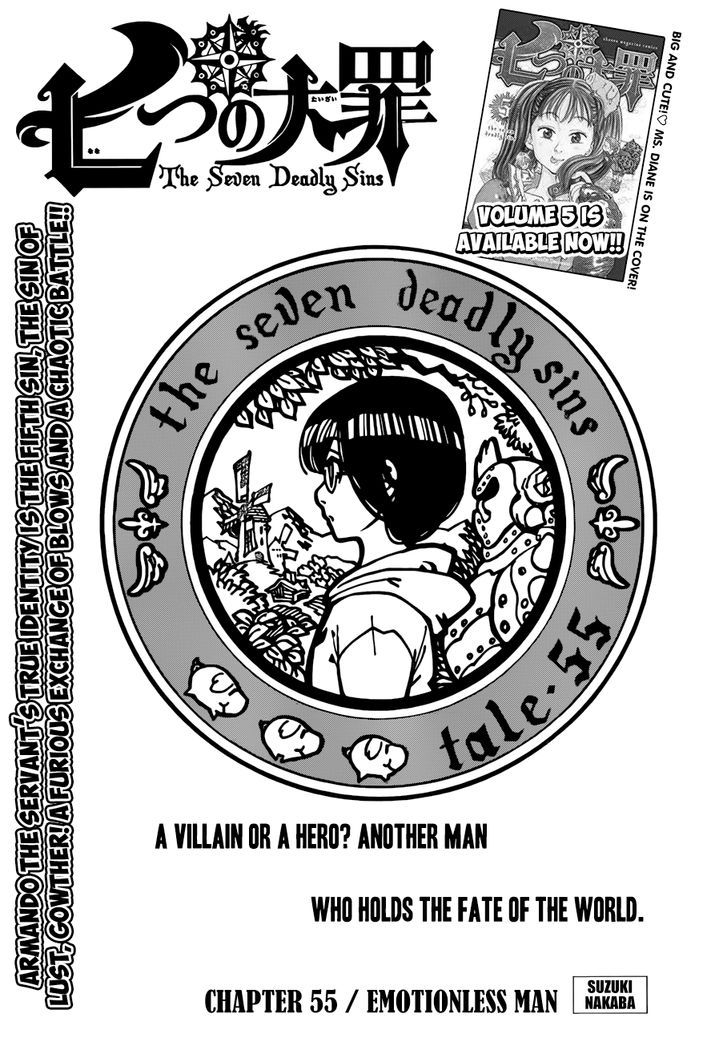 七つの大罪
たいざい
The Seven Deadly Sins
BIG AND CUTE!♡ MS. DIANE IS ON THE COVER!
VOLUME 5 IS
AVAILABLE NOW!!
ARMANDO THE SERVANT'S TRUE IDENTITY IS THE FIFTH SIN, THE SIN OF
LUST, GOWTHER! A FURIOUS EXCHANGE OF BLOWS AND A CHAOTIC BATTLE!!
the seven deadly sins
tale·55
A VILLAIN OR A HERO? ANOTHER MAN
WHO HOLDS THE FATE OF THE WORLD.
CHAPTER 55 / EMOTIONLESS MAN
SUZUKI
NAKABA